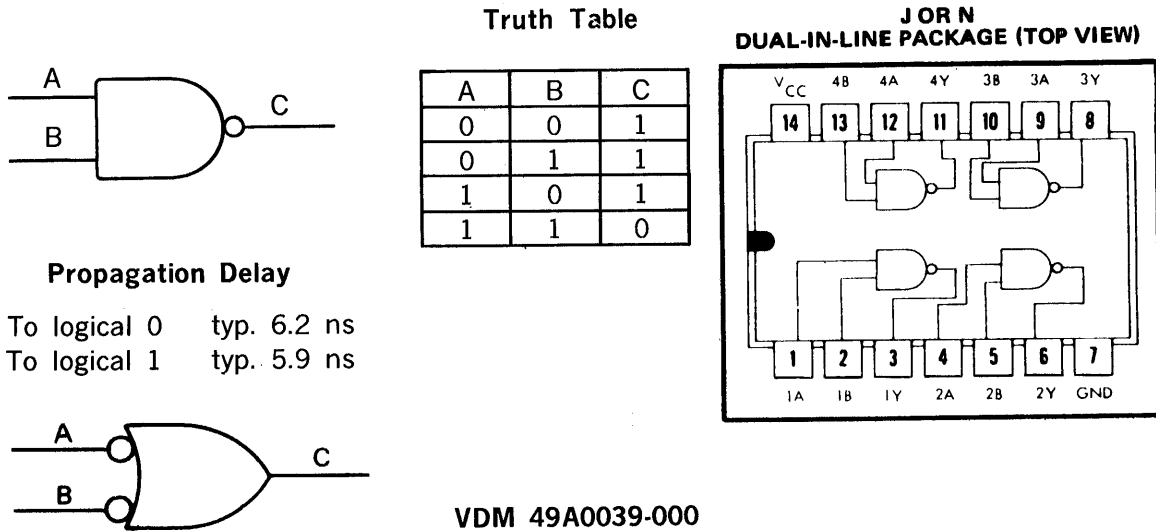 A
B
C
Truth Table
A B C
0 0 1
0 1 1
1 0 1
1 1 0
J OR N
DUAL-IN-LINE PACKAGE (TOP VIEW)
VCC 4B 4A 4Y 3B 3A 3Y
14 13 12 11 10 9 8
1 2 3 4 5 6 7
1A 1B 1Y 2A 2B 2Y GND
Propagation Delay
To logical 0 typ. 6.2 ns
To logical 1 typ. 5.9 ns
A
B
C
VDM 49A0039-000